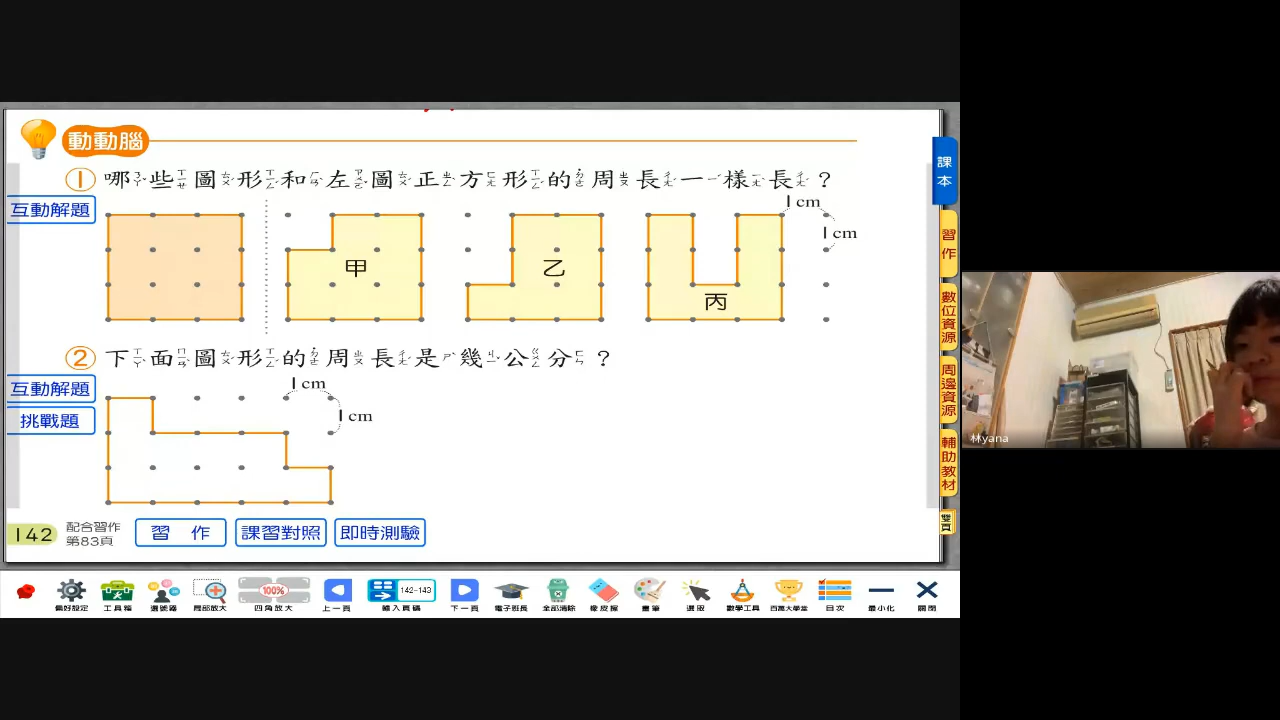 動動腦
課本
① 哪些圖形和左圖正方形的周長一樣長？
互動解題
1 cm
1 cm
甲
乙
丙
習作
數位資源
周邊資源
輔助教材
雙頁
② 下面圖形的周長是幾公分？
互動解題
挑戰題
1 cm
1 cm
林yana
142
配合習作
第83頁
習 作
課習對照
即時測驗
偏好設定
工具箱
選號器
局部放大
100%
四角放大
上一頁
142-143
輸入頁碼
下一頁
電子班長
全部清除
橡皮擦
畫筆
選取
數學工具
百萬大學堂
目次
最小化
關閉